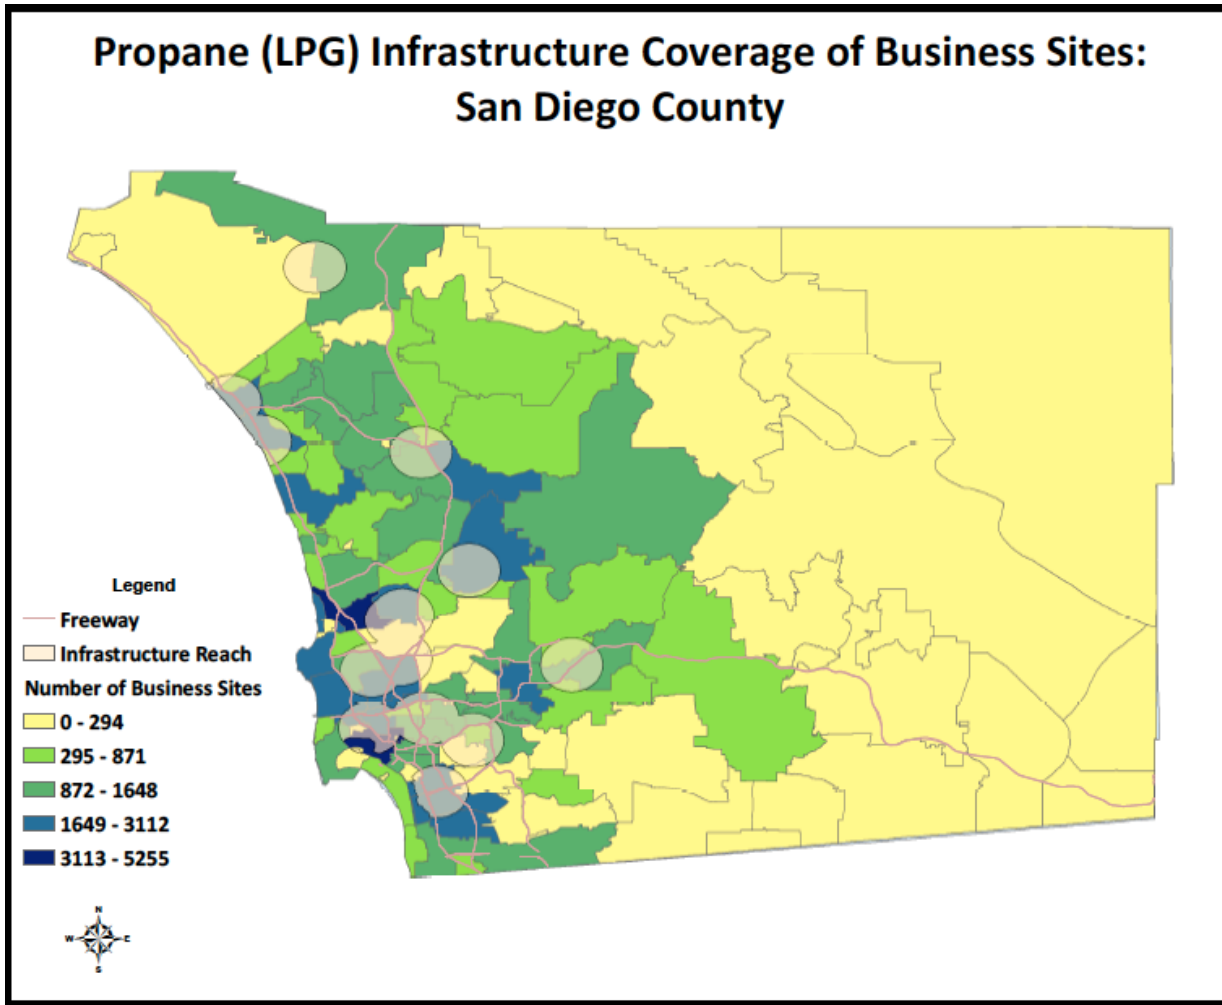 Propane (LPG) Infrastructure Coverage of Business Sites:
San Diego County
Legend
Freeway
Infrastructure Reach
Number of Business Sites
0 - 294
295 - 871
872 - 1648
1649 - 3112
3113 - 5255
N
W E
S